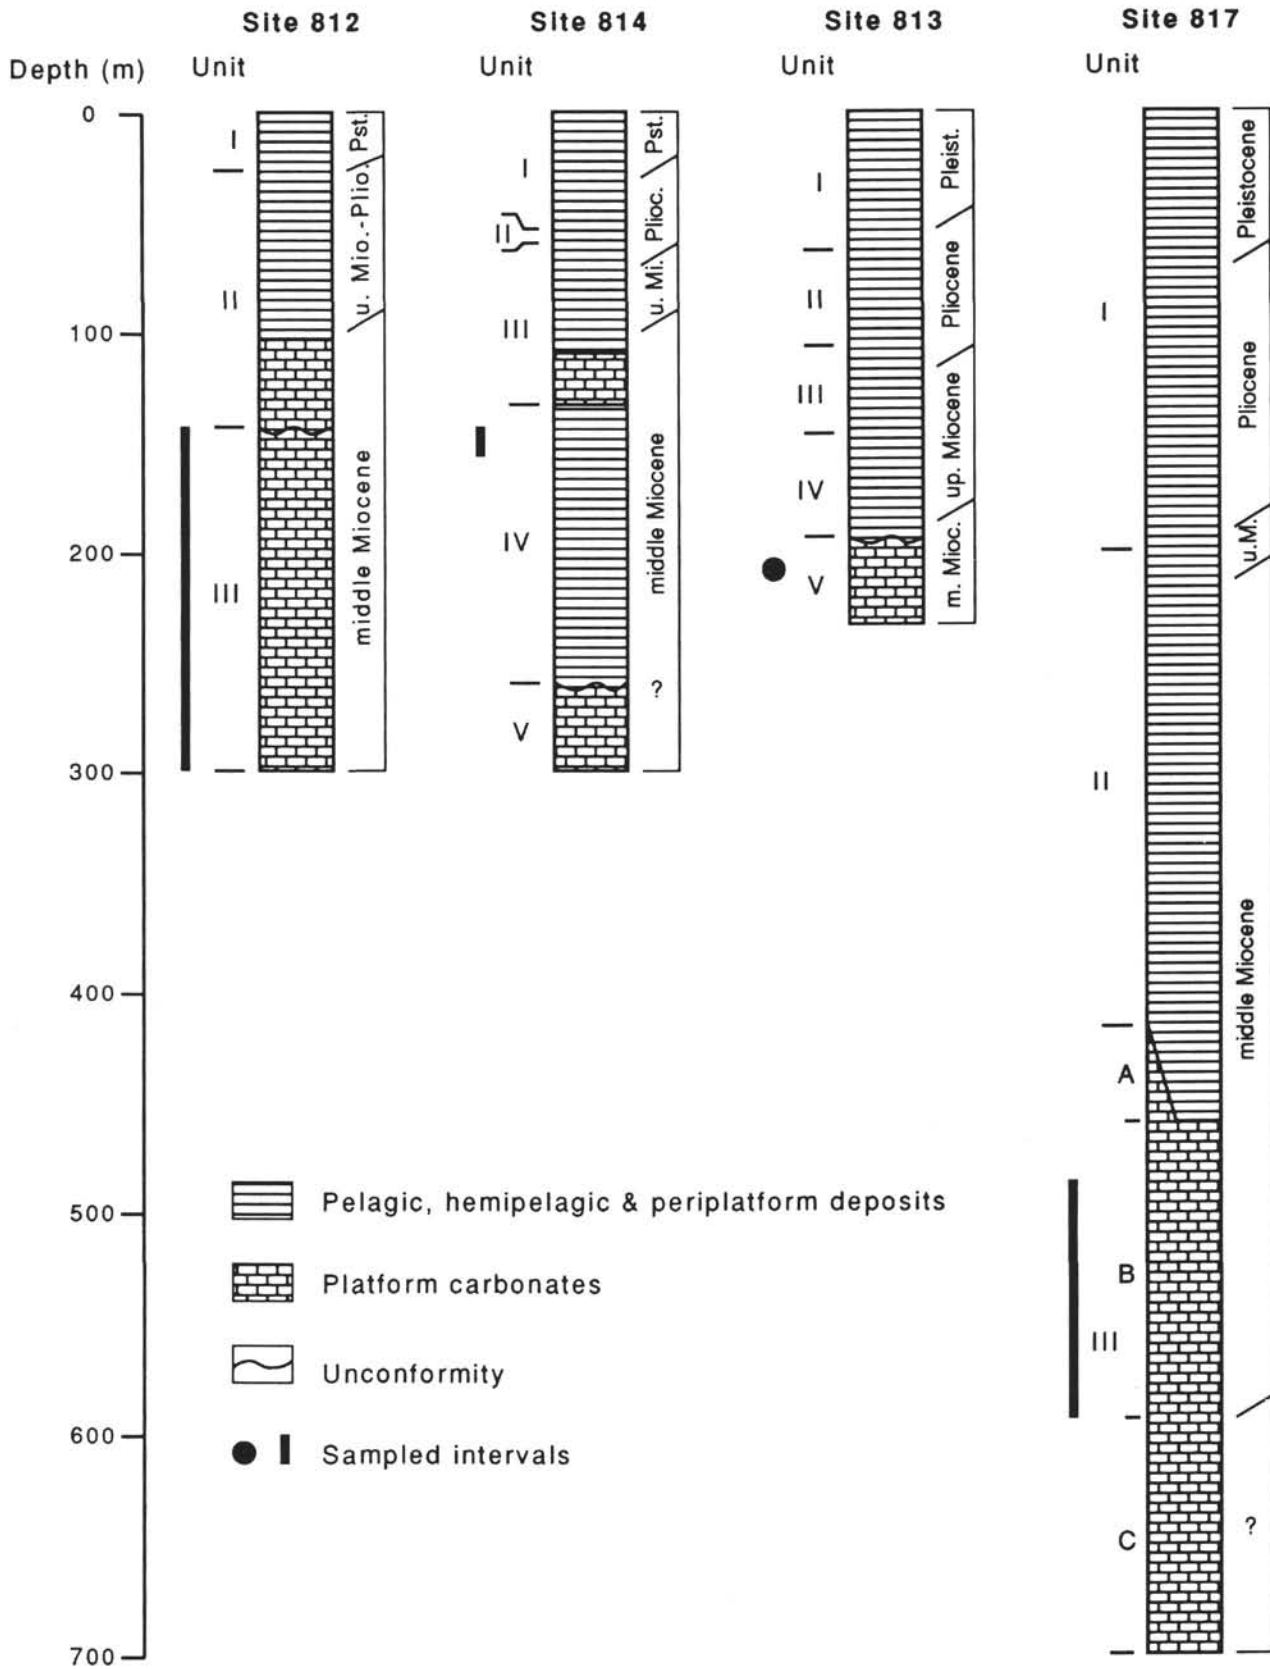 Site 812 Site 814 Site 813 Site 817
Depth (m) Unit Unit Unit Unit
0
100
200
300
400
500
600
700
I
II
III
Pst.
u. Mio.-Plio.
middle Miocene
I
II
III
IV
V
Pst.
Plioc.
u. Mi.
middle Miocene
?
I
II
III
IV
V
Pleist.
Pliocene
up. Miocene
m. Mioc.
I
II
A
B
III
C
Pleistocene
Pliocene
u.M.
middle Miocene
?
Pelagic, hemipelagic & periplatform deposits
Platform carbonates
Unconformity
Sampled intervals